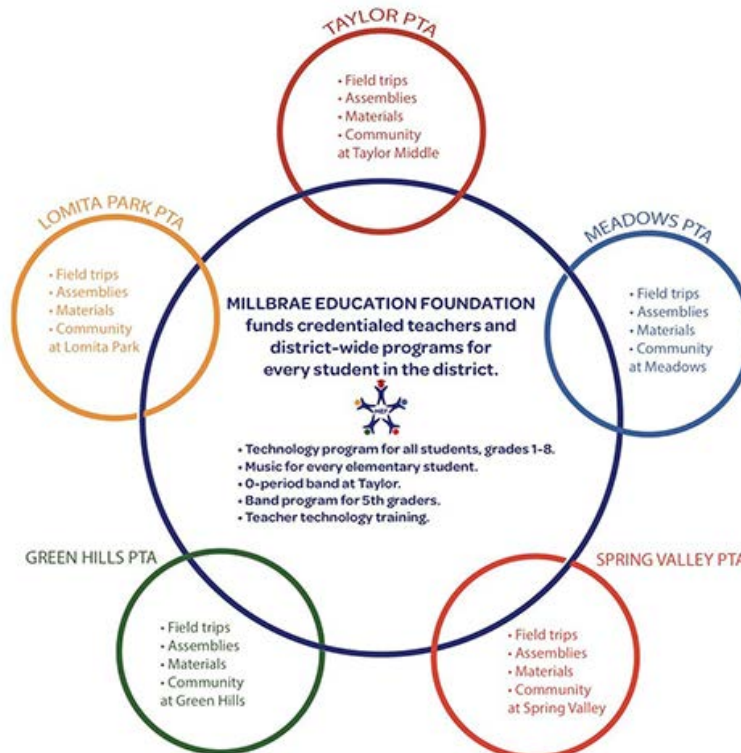 TAYLOR PTA
• Field trips
• Assemblies
• Materials
• Community
at Taylor Middle
LOMITA PARK PTA
• Field trips
• Assemblies
• Materials
• Community
at Lomita Park
MEADOWS PTA
• Field trips
• Assemblies
• Materials
• Community
at Meadows
MILLBRAE EDUCATION FOUNDATION
funds credentialed teachers and
district-wide programs for
every student in the district.
MEF
• Technology program for all students, grades 1-8.
• Music for every elementary student.
• 0-period band at Taylor.
• Band program for 5th graders.
• Teacher technology training.
GREEN HILLS PTA
• Field trips
• Assemblies
• Materials
• Community
at Green Hills
SPRING VALLEY PTA
• Field trips
• Assemblies
• Materials
• Community
at Spring Valley